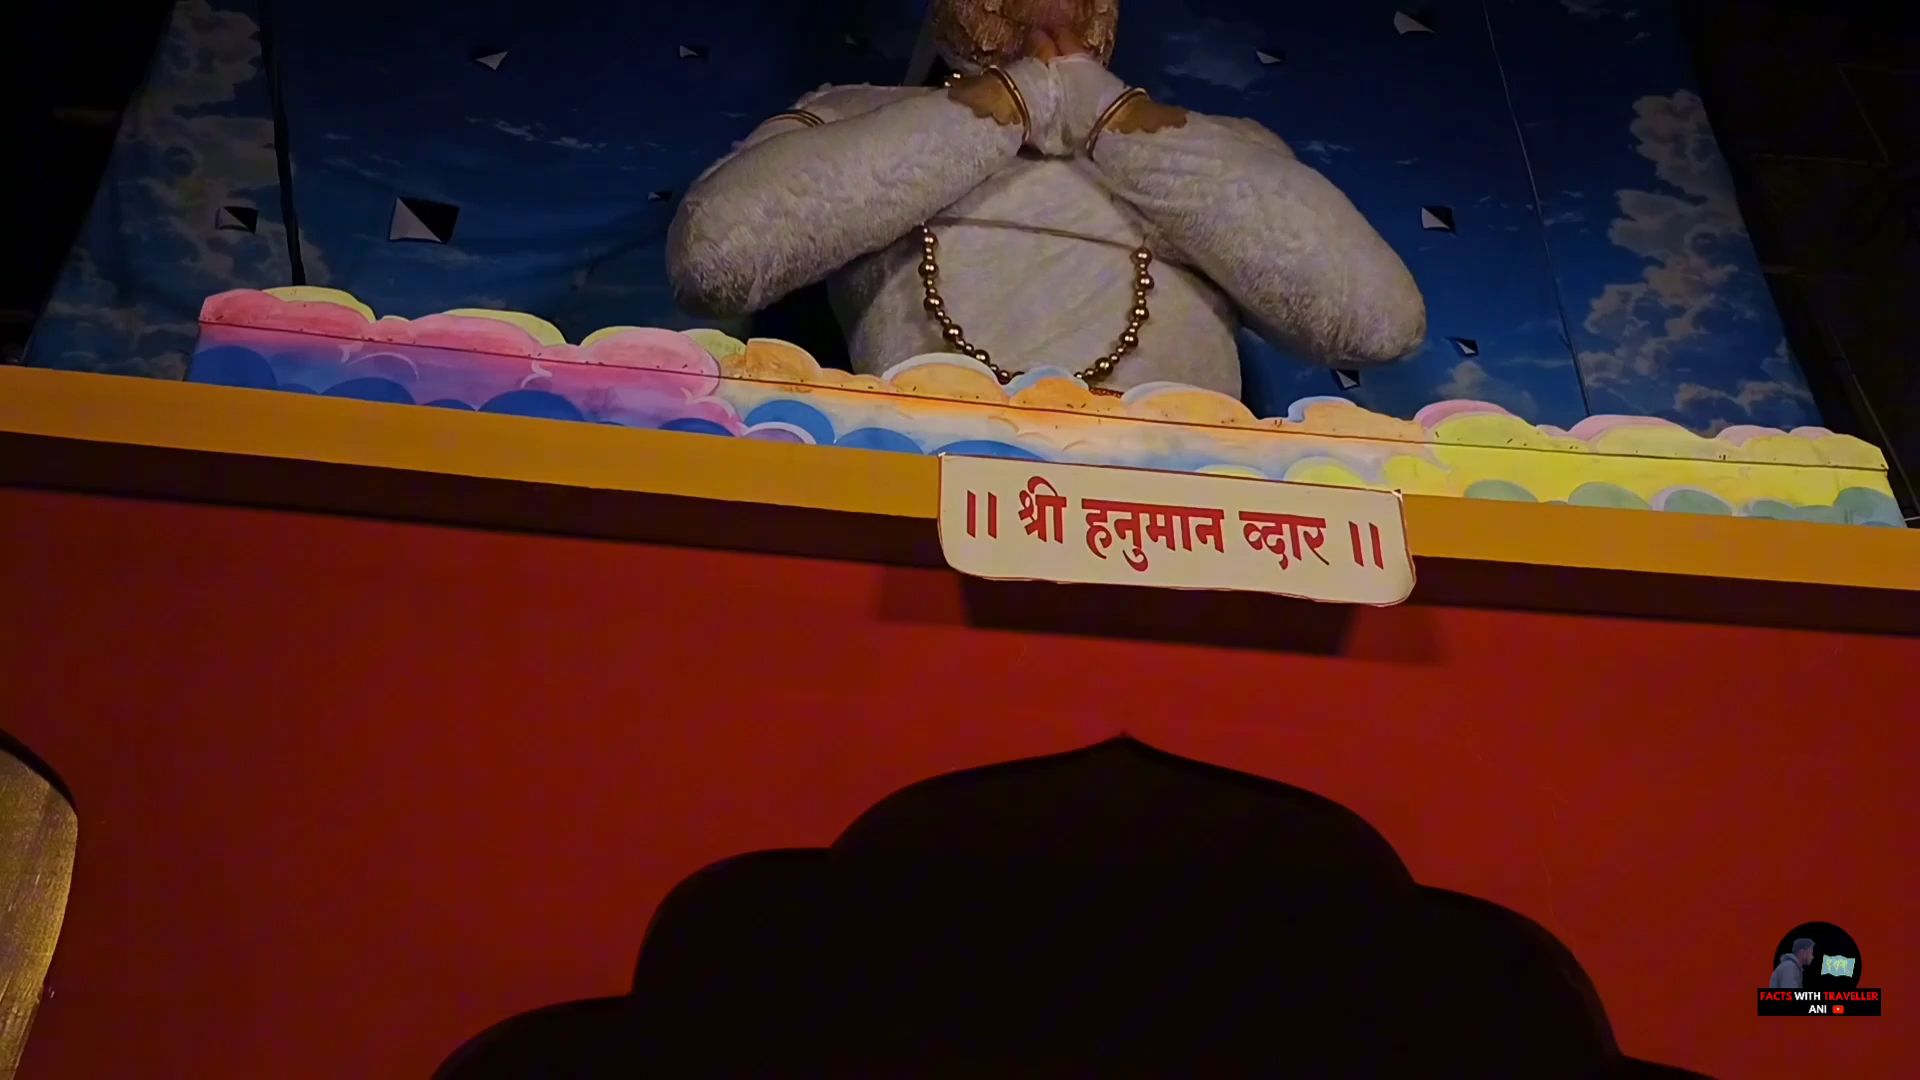 ।। श्री हनुमान व्दार ।।
FACTS WITH TRAVELLER
ANI